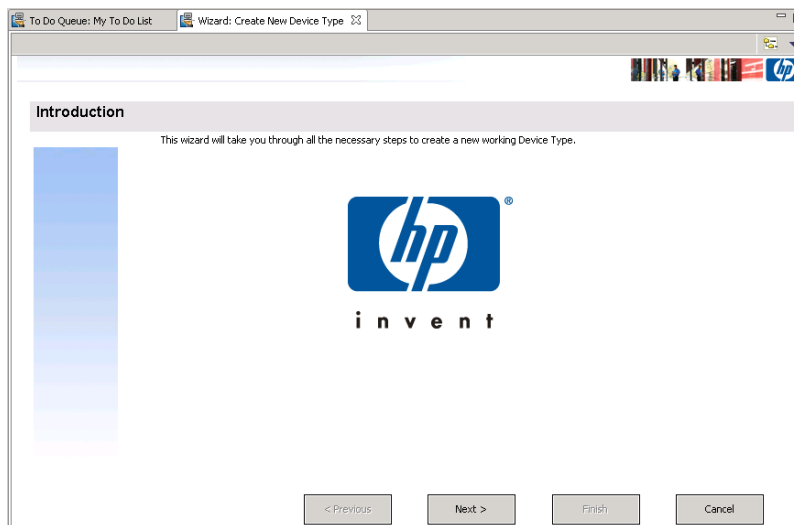 To Do Queue: My To Do List
Wizard: Create New Device Type
hp
Introduction
This wizard will take you through all the necessary steps to create a new working Device Type.
hp®
invent
< Previous
Next >
Finish
Cancel